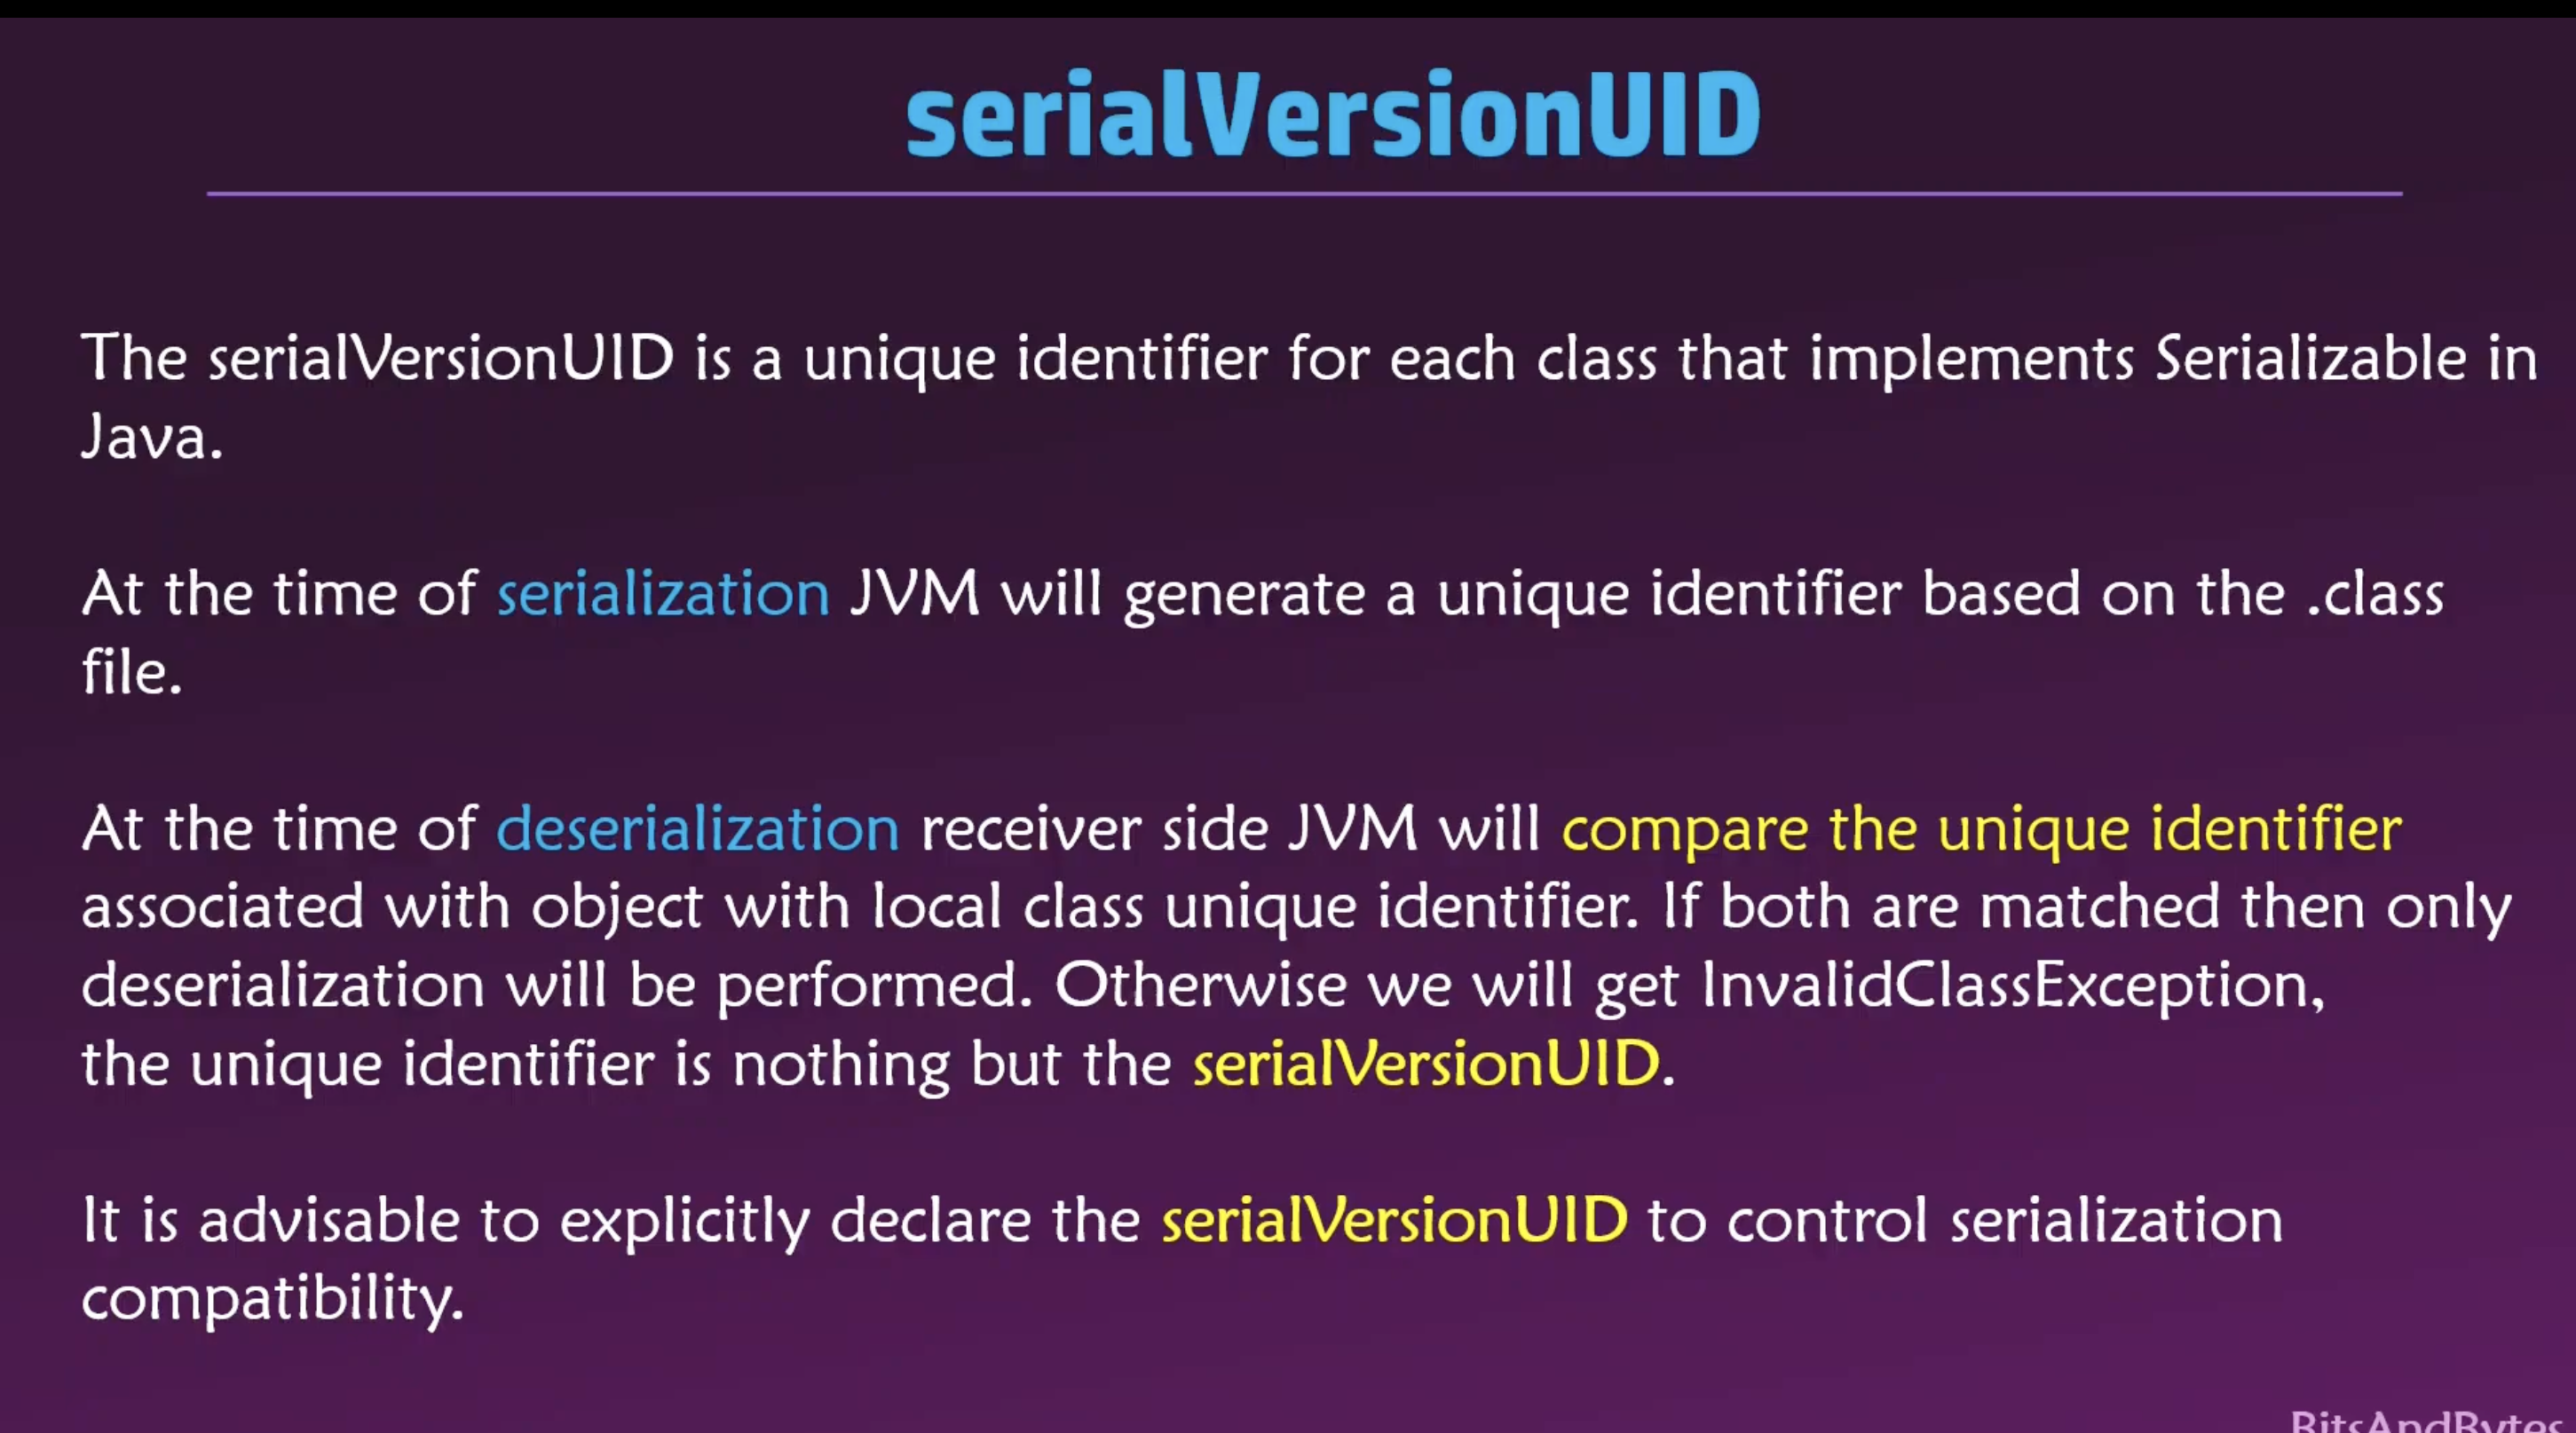 serialVersionUID
The serialVersionUID is a unique identifier for each class that implements Serializable in
Java.
At the time of serialization JVM will generate a unique identifier based on the .class
file.
At the time of deserialization receiver side JVM will compare the unique identifier
associated with object with local class unique identifier. If both are matched then only
deserialization will be performed. Otherwise we will get InvalidClassException,
the unique identifier is nothing but the serialVersionUID.
It is advisable to explicitly declare the serialVersionUID to control serialization
compatibility.
BitsAndBytes